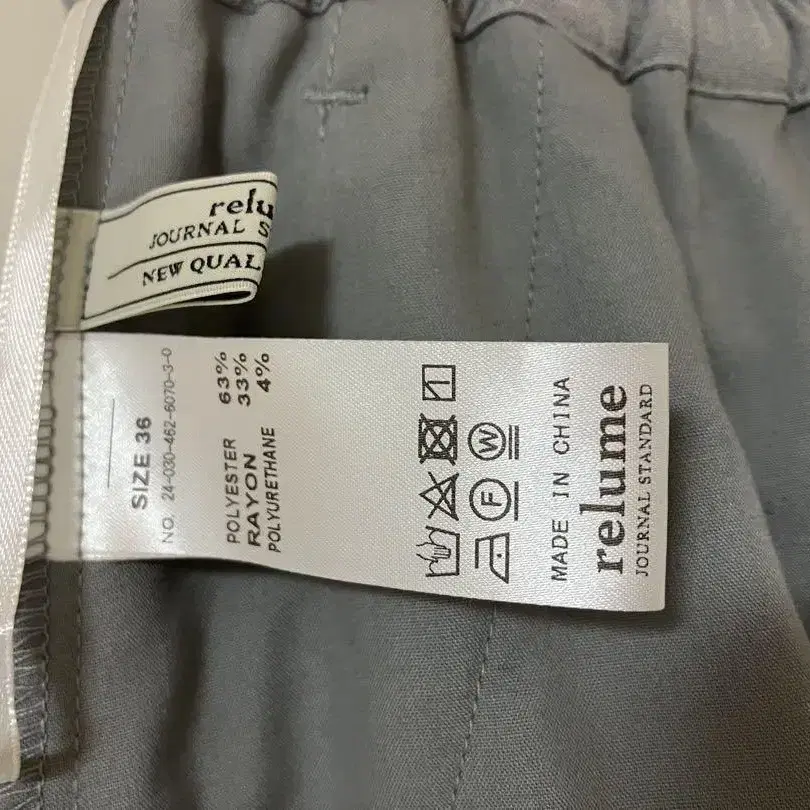 relu
JOURNAL S
NEW QUAL
SIZE 36
NO. 24-030-462-6070-3-0
POLYESTER 63%
RAYON 33%
POLYURETHANE 4%
F W
MADE IN CHINA
relume
JOURNAL STANDARD